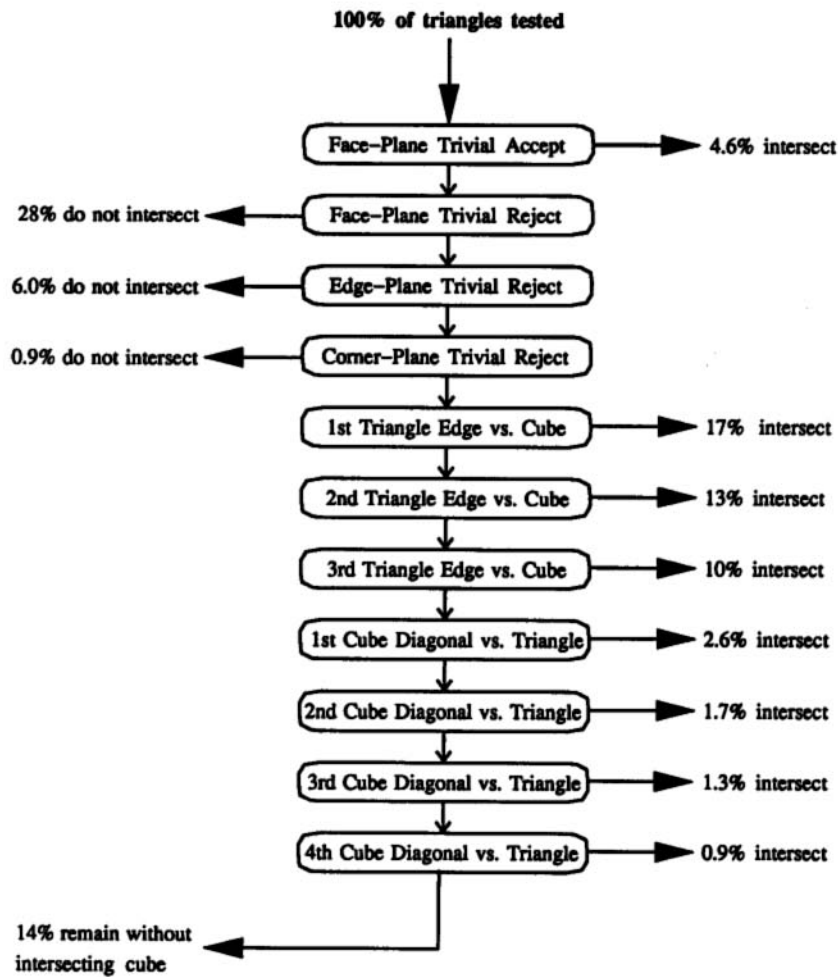 100% of triangles tested
Face-Plane Trivial Accept
4.6% intersect
28% do not intersect
Face-Plane Trivial Reject
6.0% do not intersect
Edge-Plane Trivial Reject
0.9% do not intersect
Corner-Plane Trivial Reject
1st Triangle Edge vs. Cube
17% intersect
2nd Triangle Edge vs. Cube
13% intersect
3rd Triangle Edge vs. Cube
10% intersect
1st Cube Diagonal vs. Triangle
2.6% intersect
2nd Cube Diagonal vs. Triangle
1.7% intersect
3rd Cube Diagonal vs. Triangle
1.3% intersect
4th Cube Diagonal vs. Triangle
0.9% intersect
14% remain without
intersecting cube